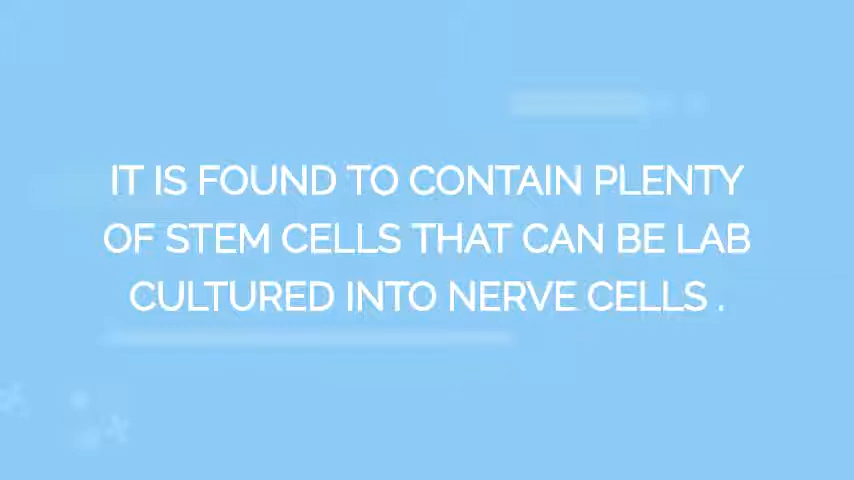 IT IS FOUND TO CONTAIN PLENTY
OF STEM CELLS THAT CAN BE LAB
CULTURED INTO NERVE CELLS .